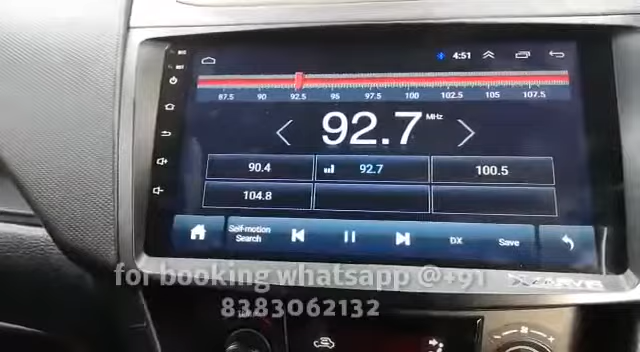 4:51
87.5 90 92.5 95 97.5 100 102.5 105 107.5
92.7 MHz
90.4 92.7 100.5
104.8
Self-motion
Search
DX
Save
for booking whatsapp @+91
8383062132